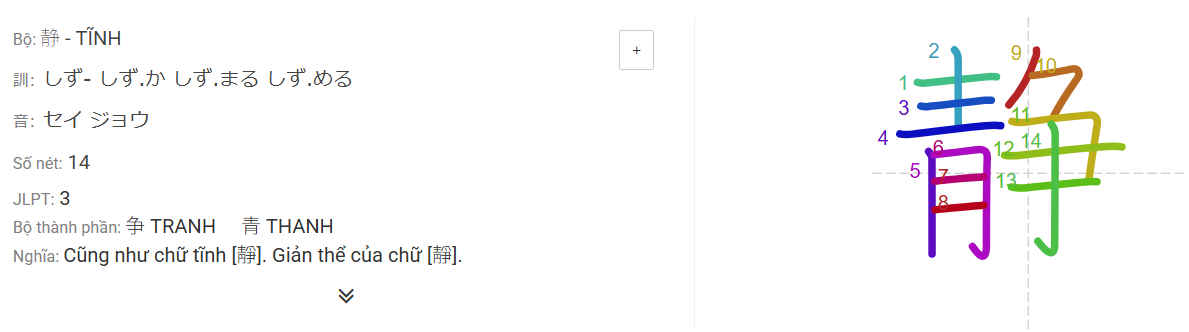 Bộ: 静 - TĨNH
+
訓: しず- しず.か しず.まる しず.める
音: セイ ジョウ
Số nét: 14
JLPT: 3
Bộ thành phần: 争 TRANH 青 THANH
Nghĩa: Cũng như chữ tĩnh [靜]. Giản thể của chữ [靜].
静
1
2
3
4
5
6
7
8
9
10
11
12
13
14